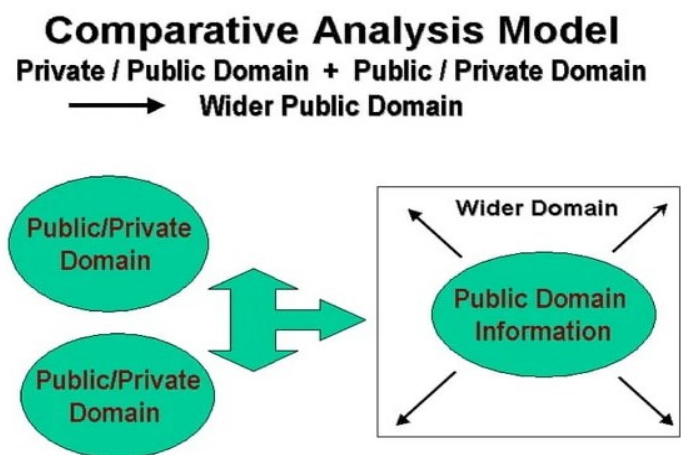 Comparative Analysis Model
Private / Public Domain + Public / Private Domain
Wider Public Domain
Public/Private
Domain
Public/Private
Domain
Wider Domain
Public Domain
Information